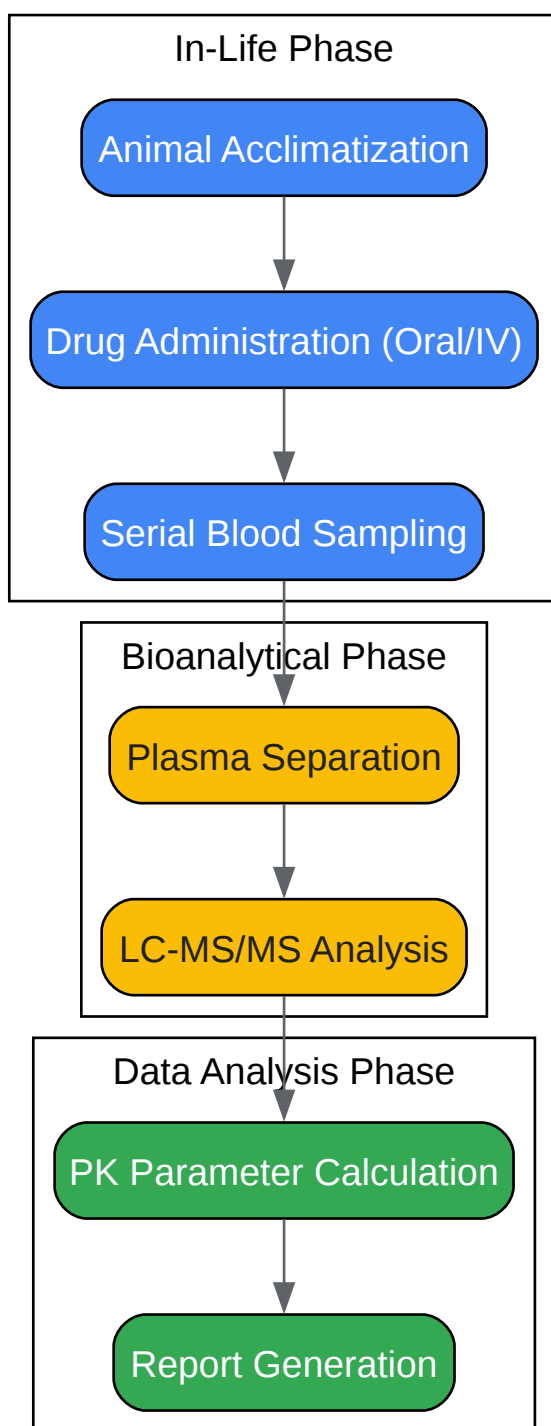 In-Life Phase
Animal Acclimatization
Drug Administration (Oral/IV)
Serial Blood Sampling
Bioanalytical Phase
Plasma Separation
LC-MS/MS Analysis
Data Analysis Phase
PK Parameter Calculation
Report Generation